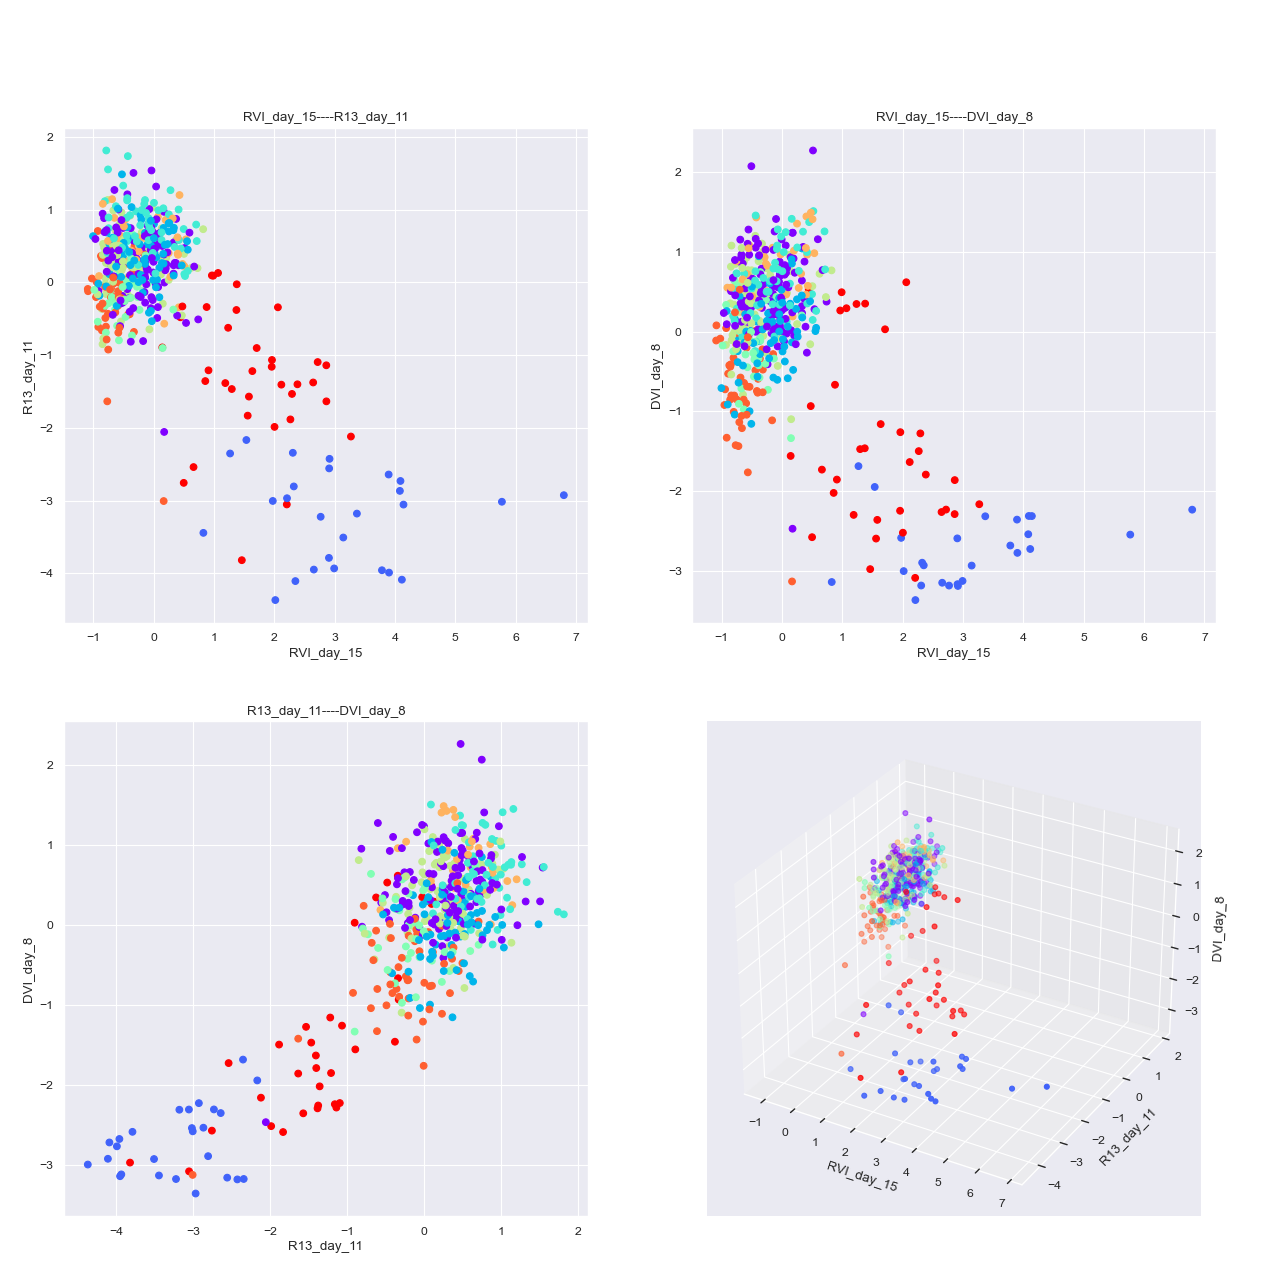 RVI_day_15----R13_day_11
2
1
0
−1
−2
−3
−4
R13_day_11
−1 0 1 2 3 4 5 6 7
RVI_day_15
RVI_day_15----DVI_day_8
2
1
0
−1
−2
−3
DVI_day_8
−1 0 1 2 3 4 5 6 7
RVI_day_15
R13_day_11----DVI_day_8
2
1
0
−1
−2
−3
DVI_day_8
−4 −3 −2 −1 0 1 2
R13_day_11
−1 0 1 2 3 4 5 6 7
RVI_day_15
−4 −3 −2 −1 0 1 2
R13_day_11
2
1
0
−1
−2
−3
DVI_day_8